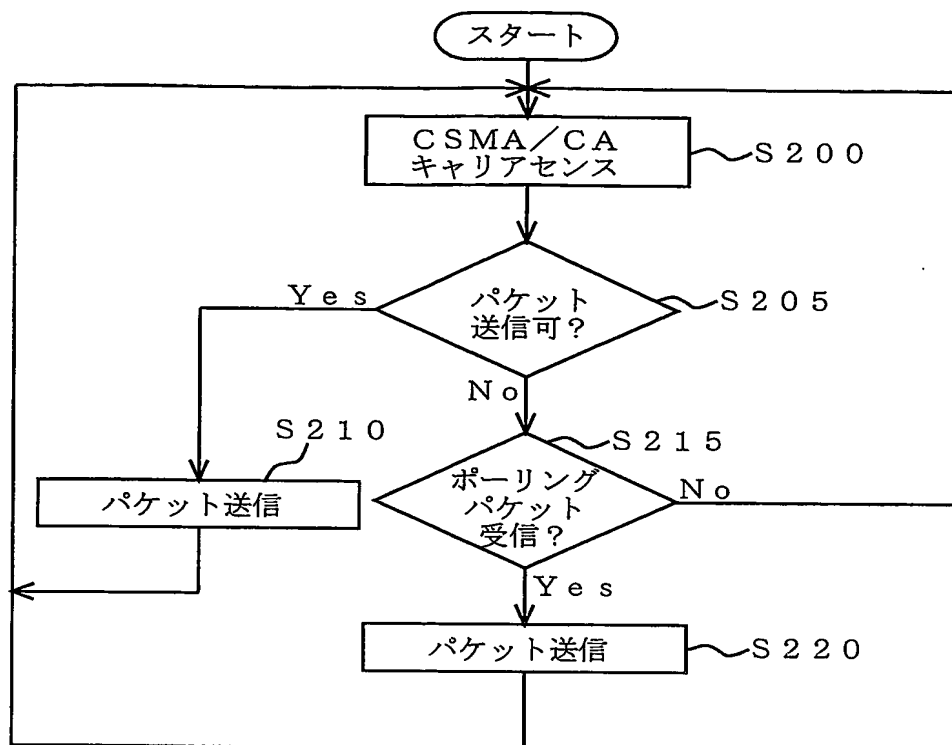 スタート
CSMA/CA
キャリアセンス
S200
パケット
送信可?
S205
Yes
No
S210
パケット送信
S215
ポーリング
パケット
受信?
No
Yes
パケット送信
S220